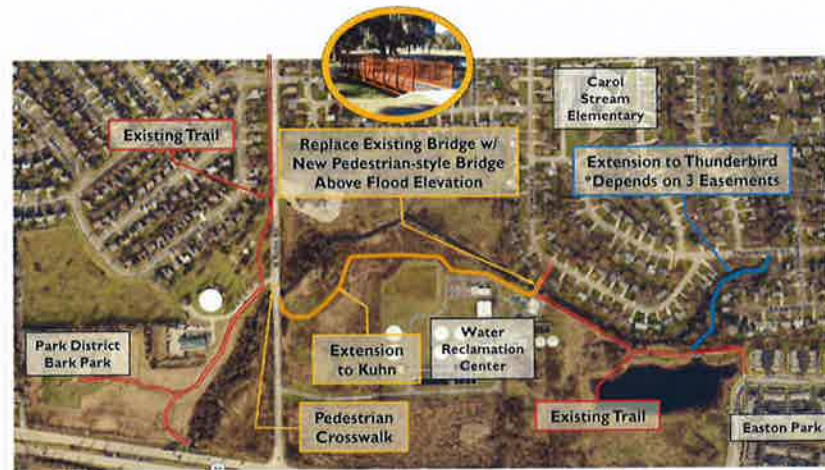 Carol
Stream
Elementary
Existing Trail
Replace Existing Bridge w/
New Pedestrian-style Bridge
Above Flood Elevation
Extension to Thunderbird
*Depends on 3 Easements
Park District
Bark Park
Extension
to Kuhn
Water
Reclamation
Center
Pedestrian
Crosswalk
Existing Trail
Easton Park